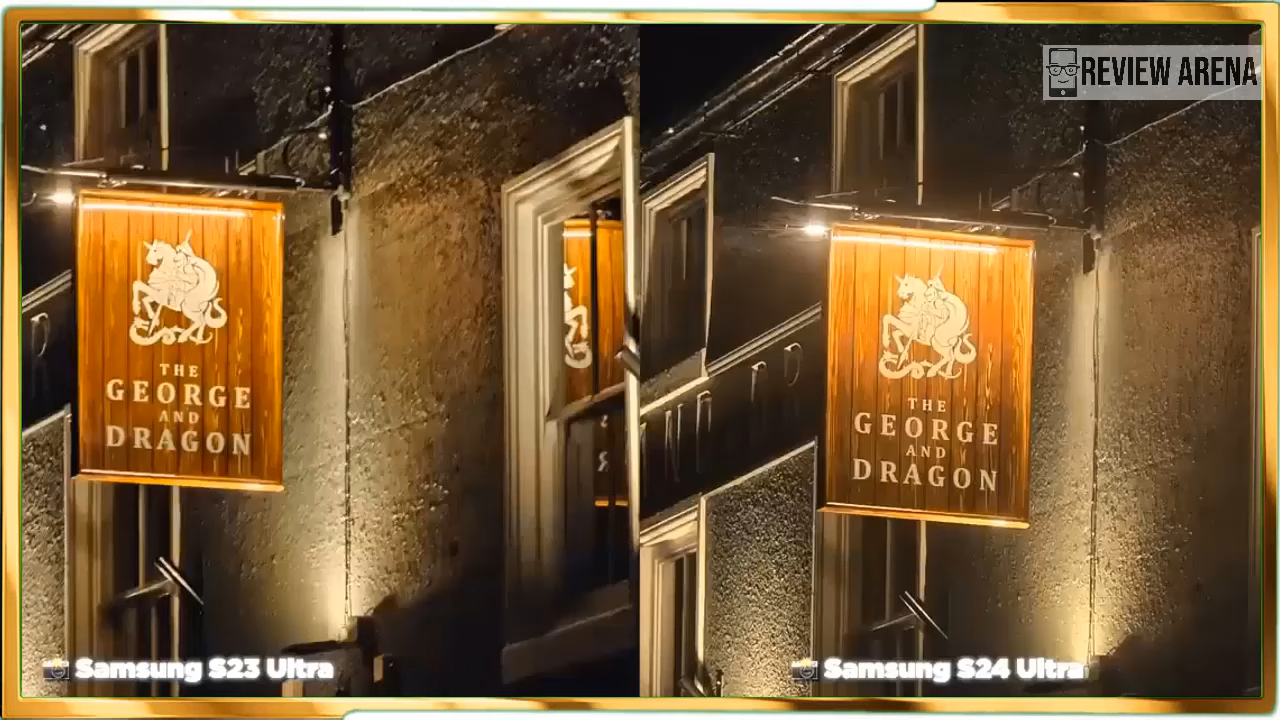 REVIEW ARENA
THE
GEORGE
AND
DRAGON
THE
GEORGE
AND
DRAGON
Samsung S23 Ultra
Samsung S24 Ultra